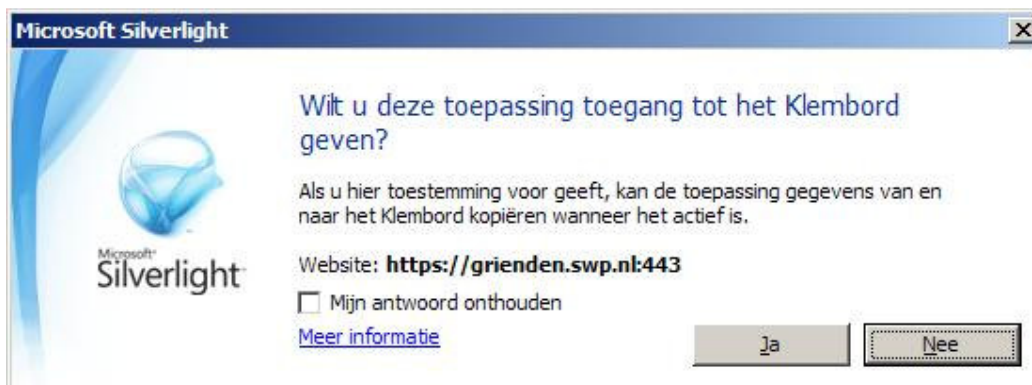 Microsoft Silverlight
Wilt u deze toepassing toegang tot het Klembord
geven?
Als u hier toestemming voor geeft, kan de toepassing gegevens van en
naar het Klembord kopiëren wanneer het actief is.
Microsoft®
Silverlight
Website: https://grienden.swp.nl:443
Mijn antwoord onthouden
Meer informatie
Ja
Nee